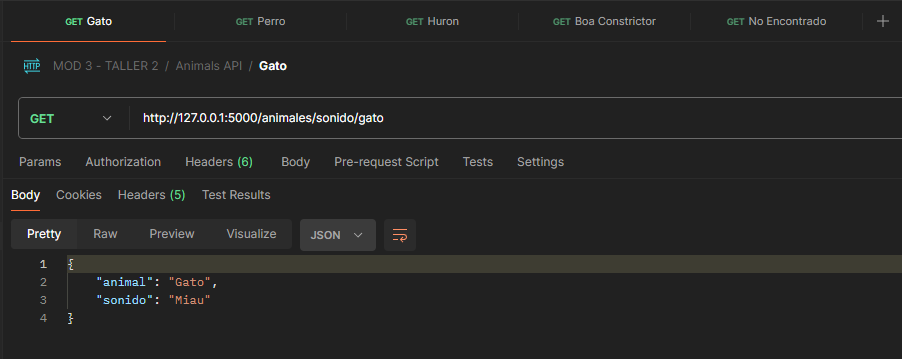 GET Gato GET Perro GET Huron GET Boa Constrictor GET No Encontrado +
HTTP MOD 3 - TALLER 2 / Animals API / Gato
GET http://127.0.0.1:5000/animales/sonido/gato
Params Authorization Headers (6) Body Pre-request Script Tests Settings
Body Cookies Headers (5) Test Results
Pretty Raw Preview Visualize JSON
1 {
2 "animal": "Gato",
3 "sonido": "Miau"
4 }